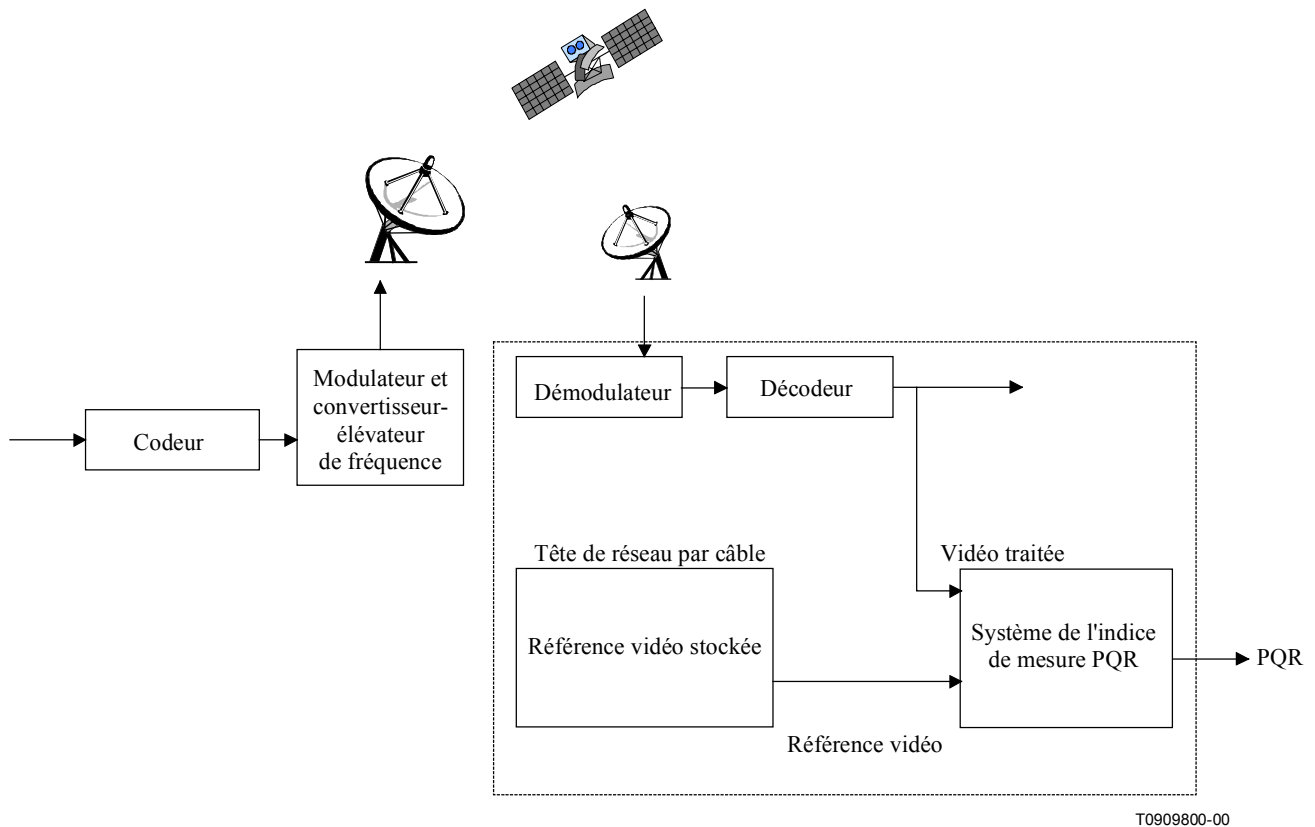 Modulateur et
convertisseur-
élévateur
de fréquence
Codeur
Démodulateur
Décodeur
Tête de réseau par câble
Vidéo traitée
Référence vidéo stockée
Système de l'indice
de mesure PQR
PQR
Référence vidéo
T0909800-00